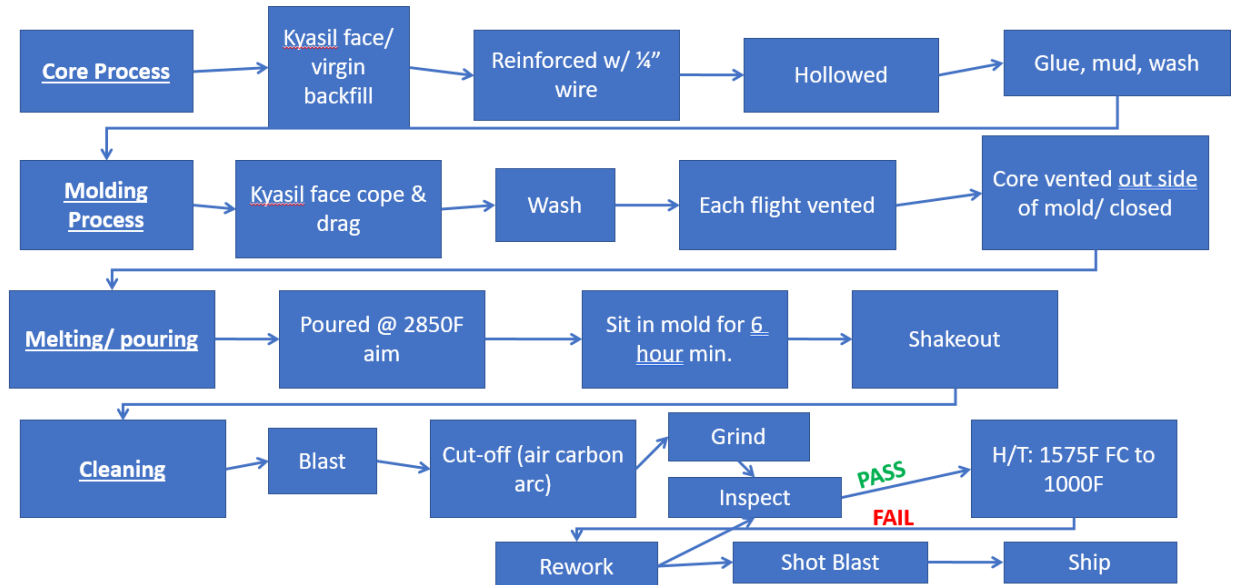 Core Process
Kyasil face/
virgin
backfill
Reinforced w/ ¼”
wire
Hollowed
Glue, mud, wash
Molding
Process
Kyasil face cope &
drag
Wash
Each flight vented
Core vented out side
of mold/ closed
Melting/ pouring
Poured @ 2850F
aim
Sit in mold for 6
hour min.
Shakeout
Cleaning
Blast
Cut-off (air carbon
arc)
Grind
Inspect
PASS
H/T: 1575F FC to
1000F
FAIL
Rework
Shot Blast
Ship